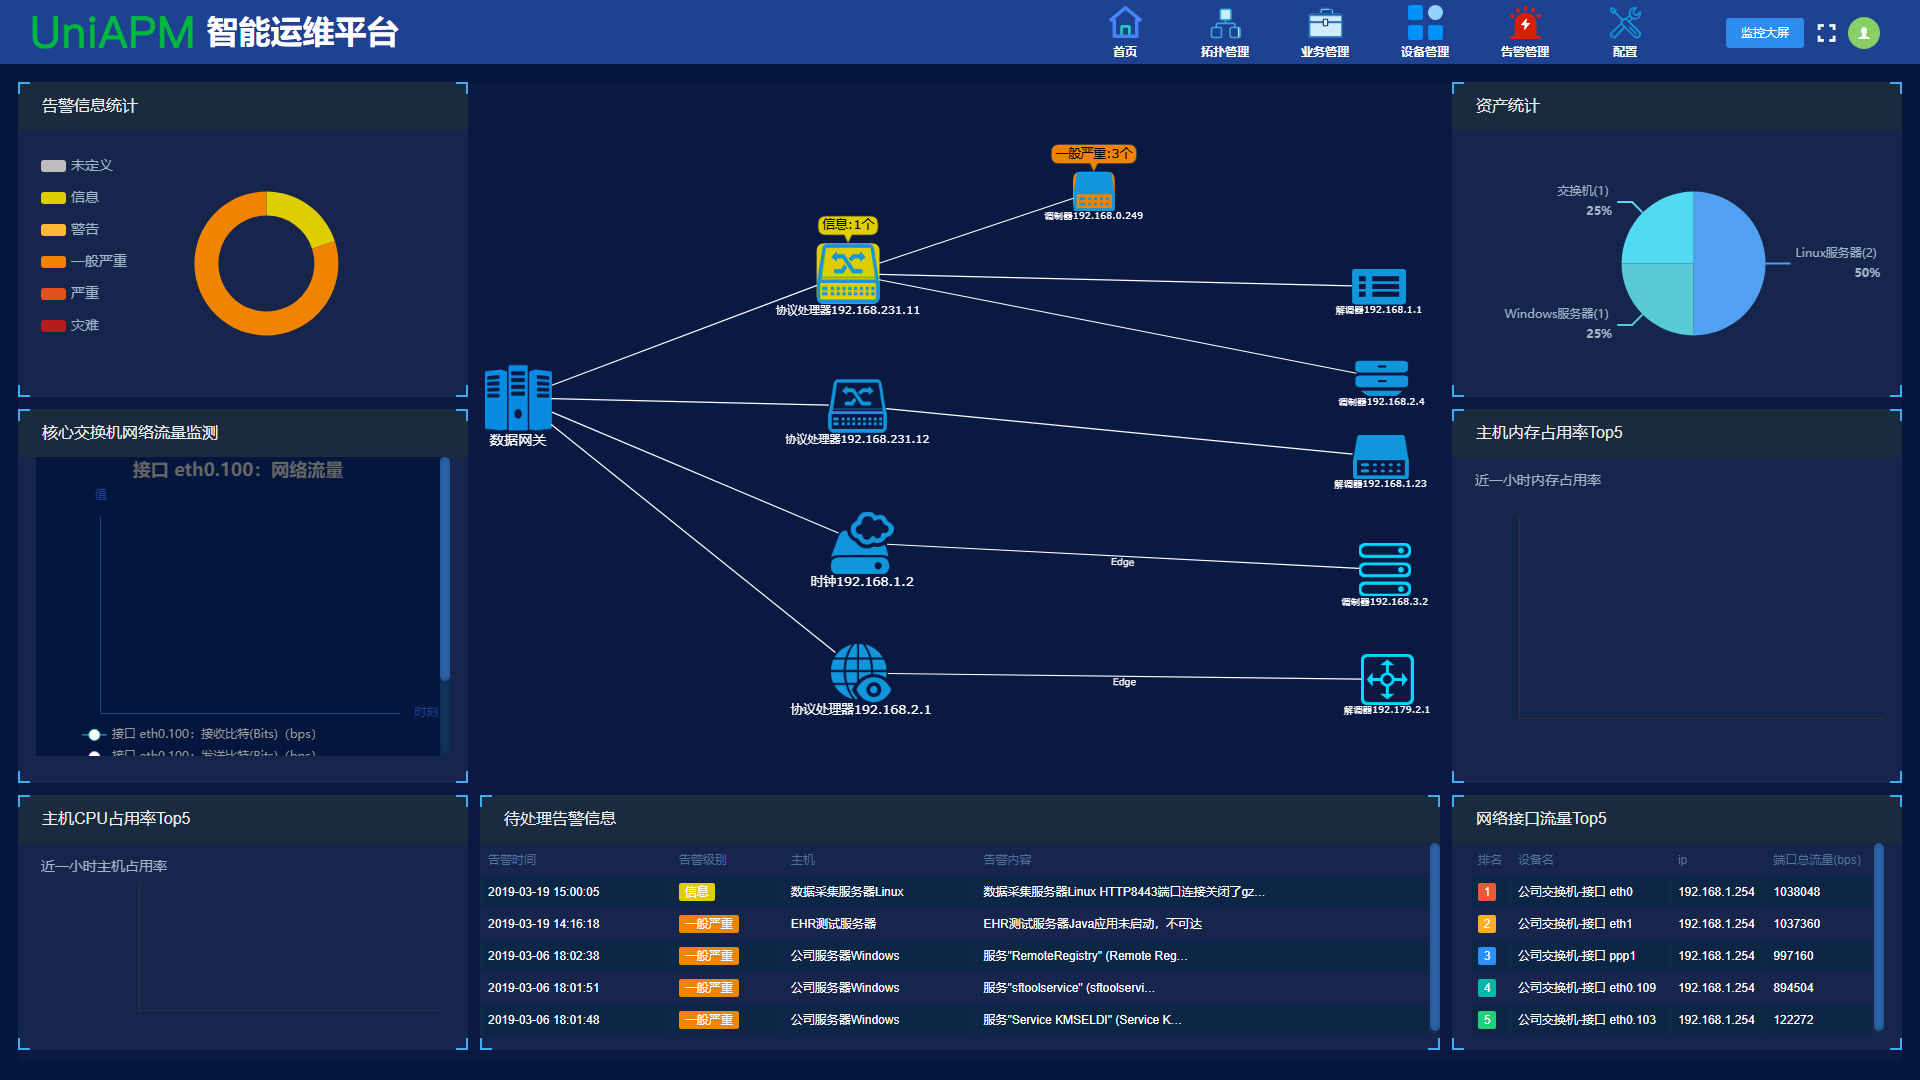 UniAPM 智能运维平台
首页
拓扑管理
业务管理
设备管理
告警管理
配置
监控大屏
告警信息统计
未定义
信息
警告
一般严重
严重
灾难
核心交换机网络流量监测
接口 eth0.100：网络流量
值
时刻
接口 eth0.100：接收比特(Bits)（bps）
接口 eth0.100：发送比特(Bits)（bps）
主机CPU占用率Top5
近一小时主机占用率
一般严重:3个
调制器192.168.0.249
信息:1个
协议处理器192.168.231.11
解调器192.168.1.1
调制器192.168.2.4
数据网关
协议处理器192.168.231.12
解调器192.168.1.23
时钟192.168.1.2
Edge
调制器192.168.3.2
协议处理器192.168.2.1
Edge
解调器192.179.2.1
待处理告警信息
告警时间 告警级别 主机 告警内容
2019-03-19 15:00:05 信息 数据采集服务器Linux 数据采集服务器Linux HTTP8443端口连接关闭了gz...
2019-03-19 14:16:18 一般严重 EHR测试服务器 EHR测试服务器Java应用未启动，不可达
2019-03-06 18:02:38 一般严重 公司服务器Windows 服务"RemoteRegistry" (Remote Reg...
2019-03-06 18:01:51 一般严重 公司服务器Windows 服务"sftoolservice" (sftoolservi...
2019-03-06 18:01:48 一般严重 公司服务器Windows 服务"Service KMSELDI" (Service K...
资产统计
交换机(1)
25%
Linux服务器(2)
50%
Windows服务器(1)
25%
主机内存占用率Top5
近一小时内存占用率
网络接口流量Top5
排名 设备名 ip 端口总流量(bps)
1 公司交换机-接口 eth0 192.168.1.254 1038048
2 公司交换机-接口 eth1 192.168.1.254 1037360
3 公司交换机-接口 ppp1 192.168.1.254 997160
4 公司交换机-接口 eth0.109 192.168.1.254 894504
5 公司交换机-接口 eth0.103 192.168.1.254 122272